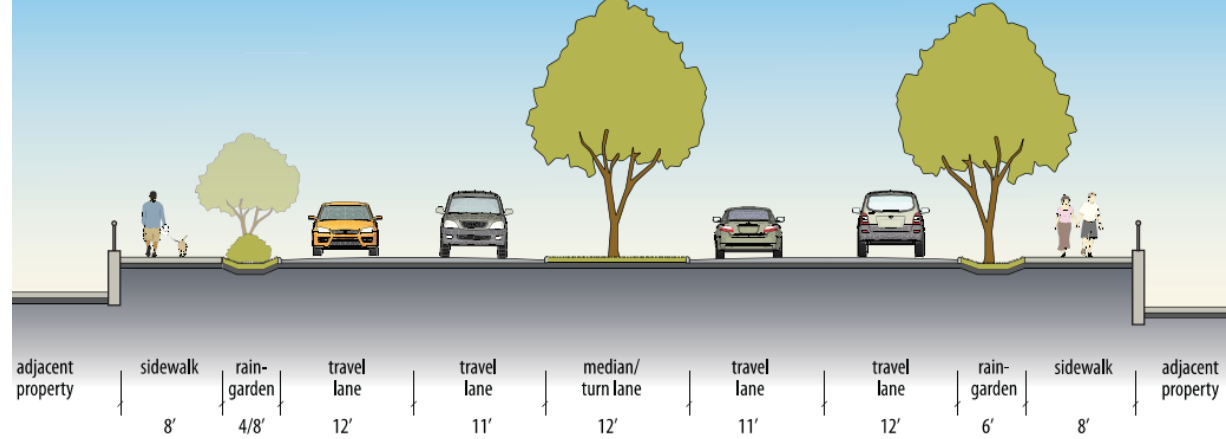 adjacent property
sidewalk
rain-garden
travel lane
travel lane
median/ turn lane
travel lane
travel lane
rain-garden
sidewalk
adjacent property
8' 4/8' 12' 11' 12' 11' 12' 6' 8'